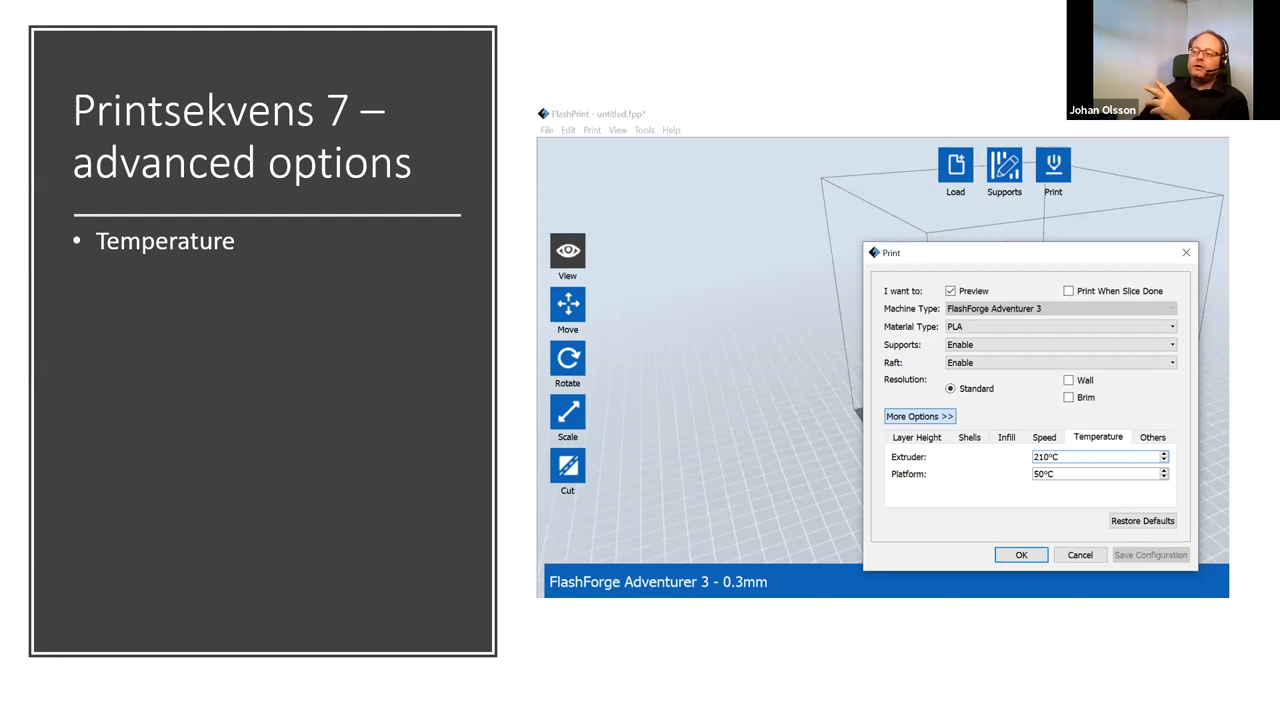 Printsekvens 7 –
advanced options
• Temperature
Johan Olsson
FlashPrint - untitled.fpp*
File Edit Print View Tools Help
Load Supports Print
View
Move
Rotate
Scale
Cut
Print
I want to: Preview Print When Slice Done
Machine Type: FlashForge Adventurer 3
Material Type: PLA
Supports: Enable
Raft: Enable
Resolution: Standard Wall
Brim
More Options >>
Layer Height Shells Infill Speed Temperature Others
Extruder: 210°C
Platform: 50°C
Restore Defaults
OK Cancel Save Configuration
FlashForge Adventurer 3 - 0.3mm